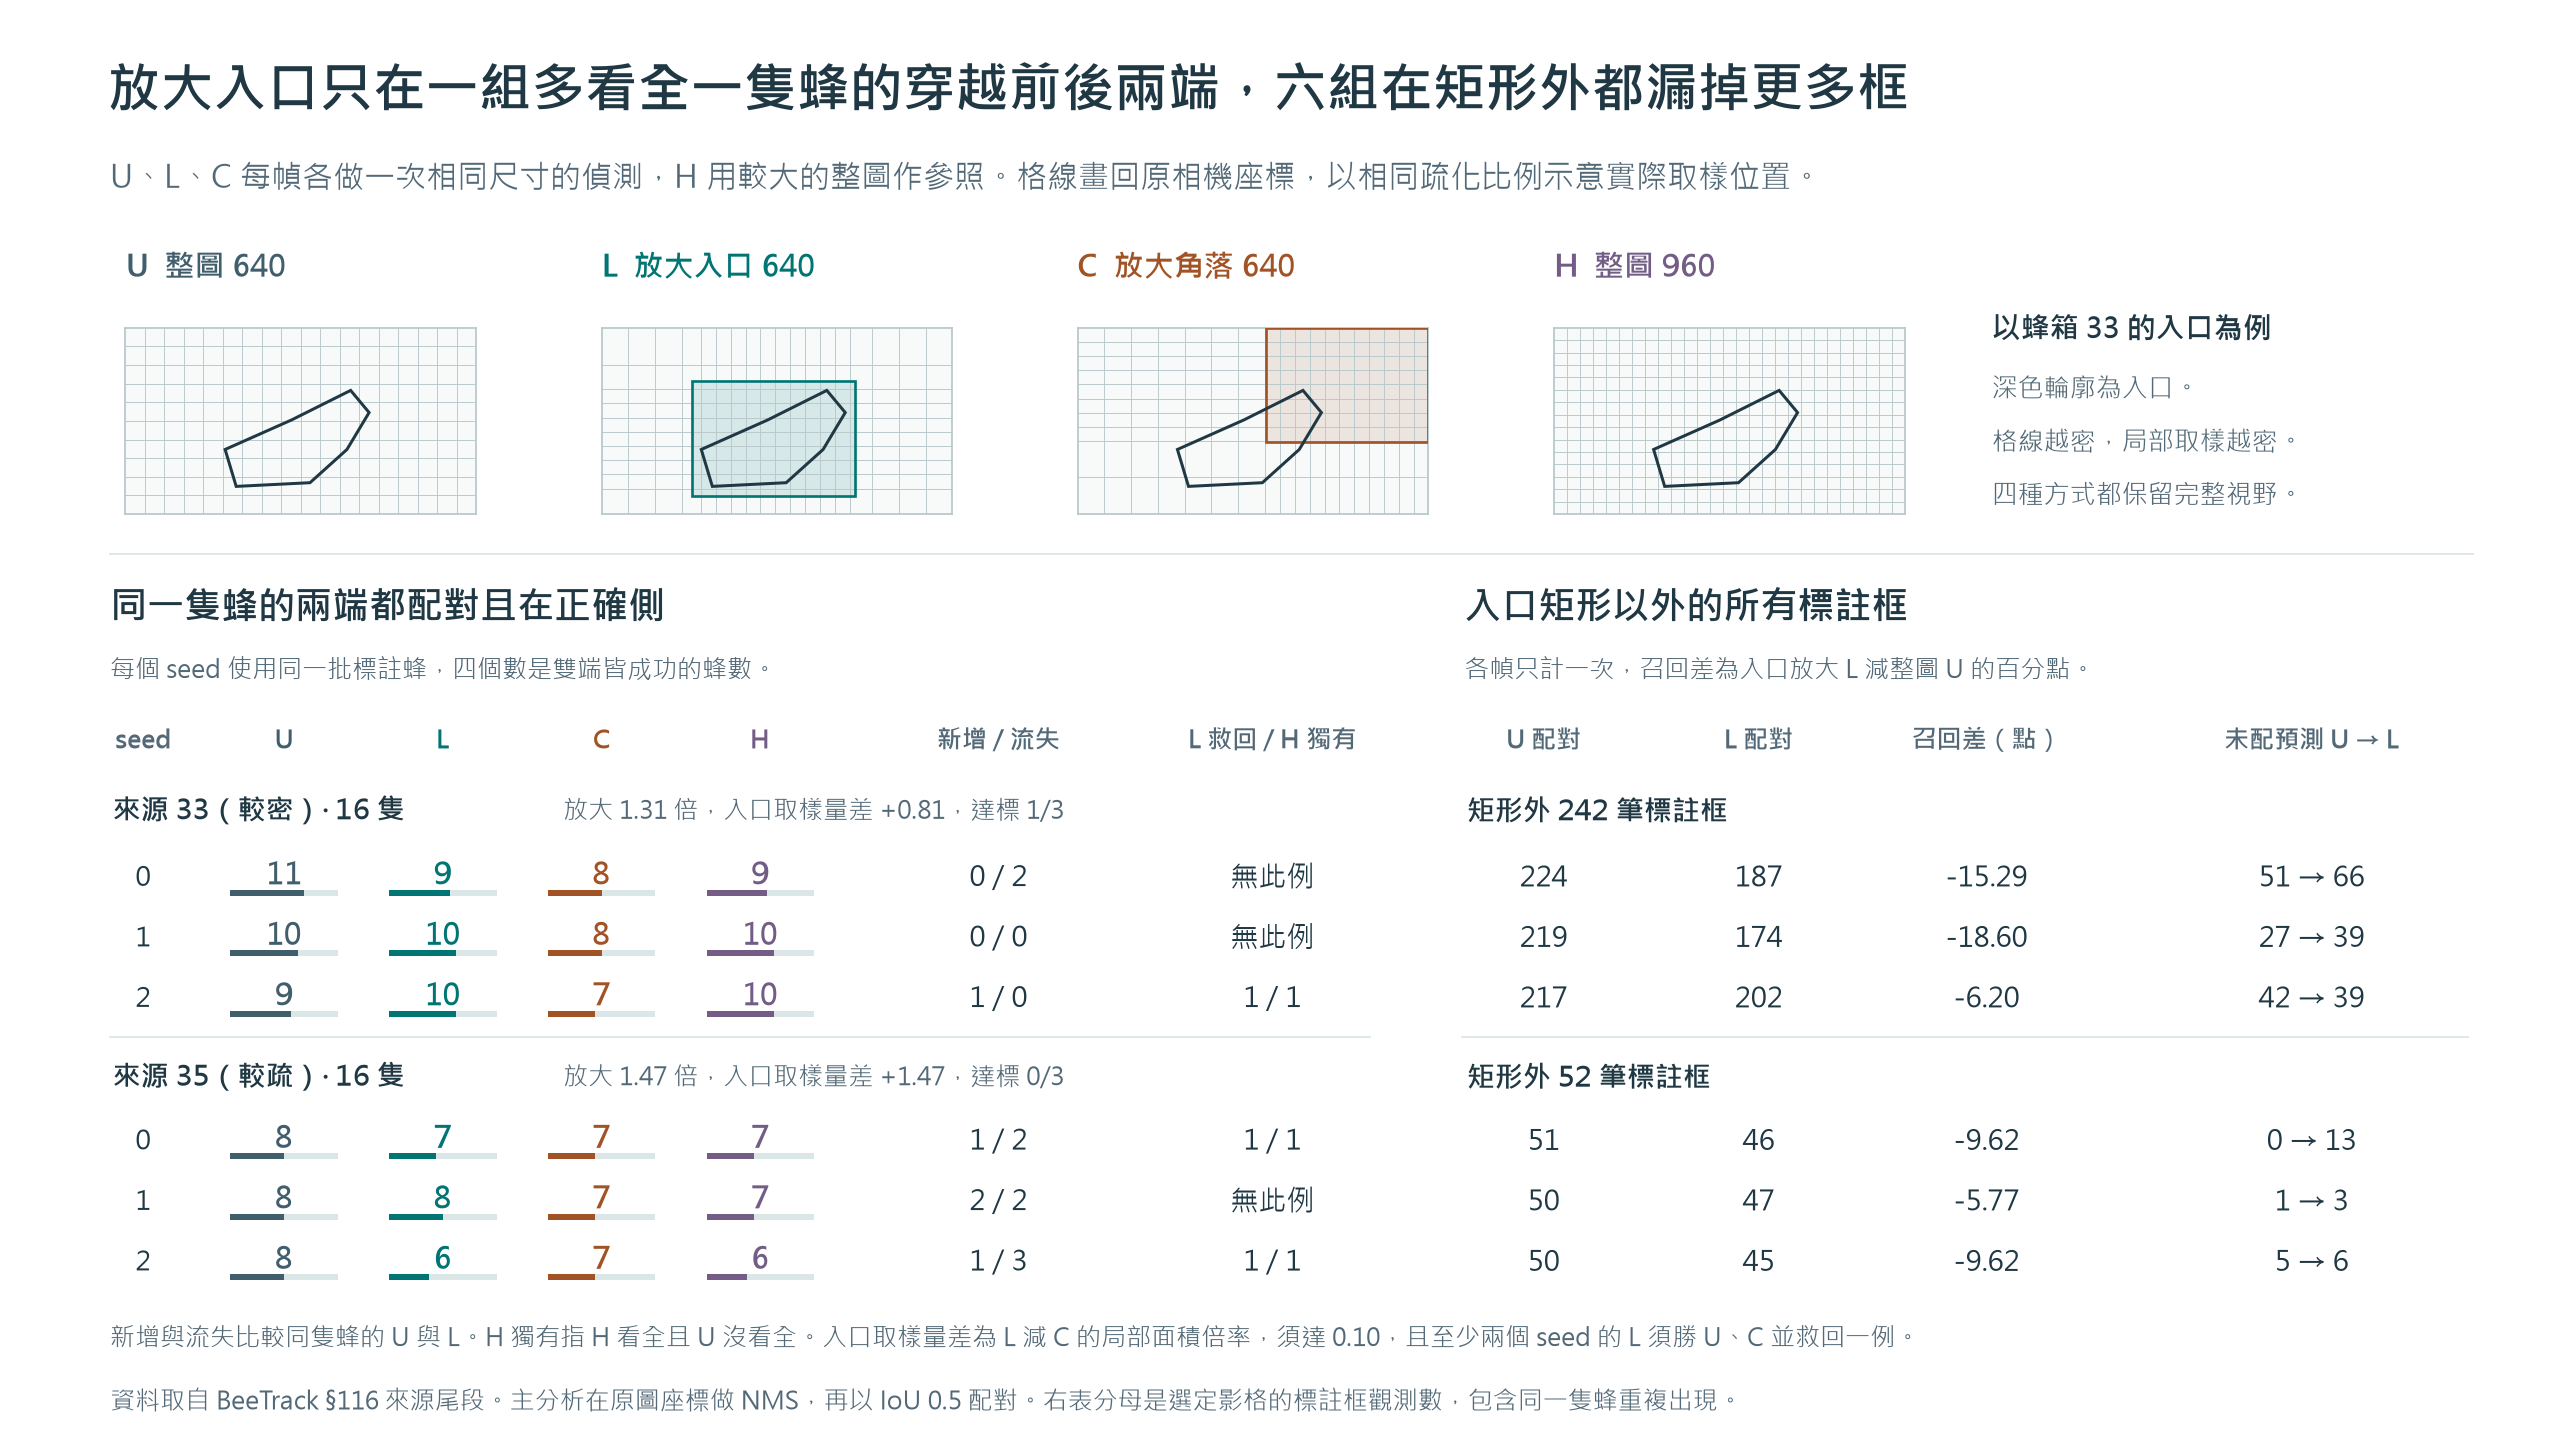 放大入口只在一組多看全一隻蜂的穿越前後兩端，六組在矩形外都漏掉更多框
U、L、C 每幀各做一次相同尺寸的偵測，H 用較大的整圖作參照。格線畫回原相機座標，以相同疏化比例示意實際取樣位置。
U 整圖 640
L 放大入口 640
C 放大角落 640
H 整圖 960
以蜂箱 33 的入口為例
深色輪廓為入口。
格線越密，局部取樣越密。
四種方式都保留完整視野。
同一隻蜂的兩端都配對且在正確側
每個 seed 使用同一批標註蜂，四個數是雙端皆成功的蜂數。
seed U L C H 新增 / 流失 L 救回 / H 獨有
來源 33（較密）· 16 隻 放大 1.31 倍，入口取樣量差 +0.81，達標 1/3
0 11 9 8 9 0 / 2 無此例
1 10 10 8 10 0 / 0 無此例
2 9 10 7 10 1 / 0 1 / 1
來源 35（較疏）· 16 隻 放大 1.47 倍，入口取樣量差 +1.47，達標 0/3
0 8 7 7 7 1 / 2 1 / 1
1 8 8 7 7 2 / 2 無此例
2 8 6 7 6 1 / 3 1 / 1
入口矩形以外的所有標註框
各幀只計一次，召回差為入口放大 L 減整圖 U 的百分點。
U 配對 L 配對 召回差（點） 未配預測 U → L
矩形外 242 筆標註框
224 187 -15.29 51 → 66
219 174 -18.60 27 → 39
217 202 -6.20 42 → 39
矩形外 52 筆標註框
51 46 -9.62 0 → 13
50 47 -5.77 1 → 3
50 45 -9.62 5 → 6
新增與流失比較同隻蜂的 U 與 L。H 獨有指 H 看全且 U 沒看全。入口取樣量差為 L 減 C 的局部面積倍率，須達 0.10，且至少兩個 seed 的 L 須勝 U、C 並救回一例。
資料取自 BeeTrack §116 來源尾段。主分析在原圖座標做 NMS，再以 IoU 0.5 配對。右表分母是選定影格的標註框觀測數，包含同一隻蜂重複出現。